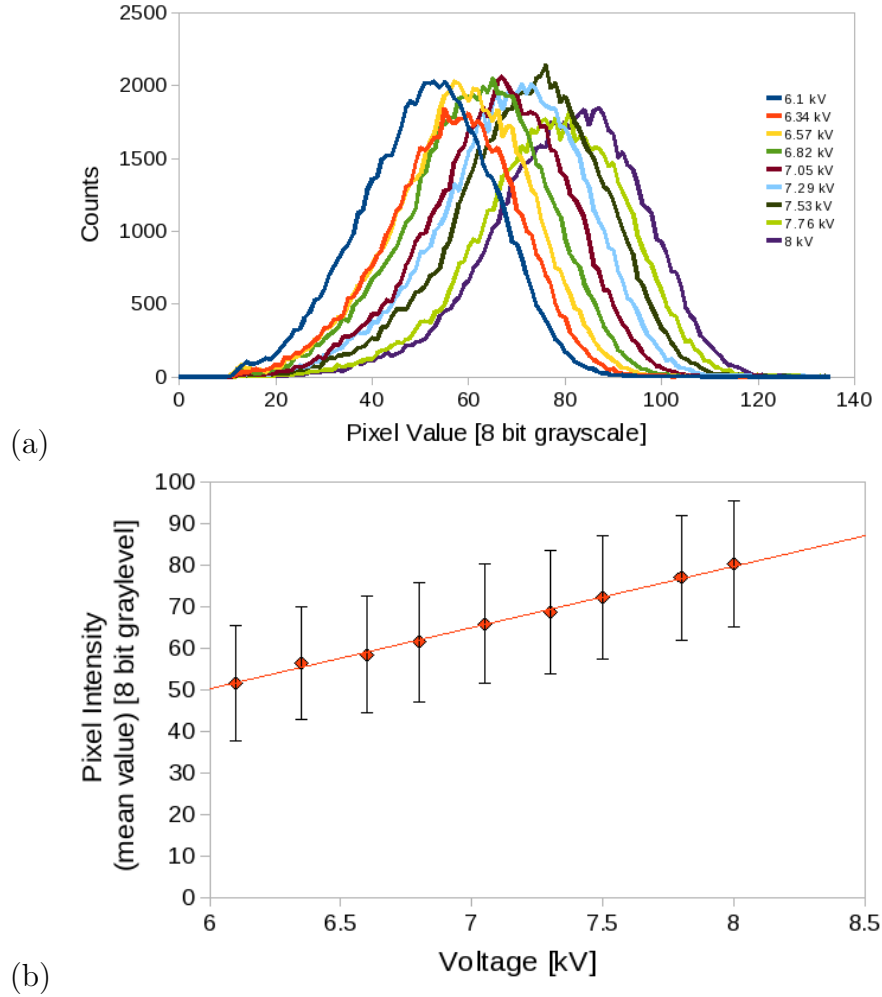 2500
2000
1500
1000
500
0
Counts
0 20 40 60 80 100 120 140
Pixel Value [8 bit grayscale]
6.1 kV
6.34 kV
6.57 kV
6.82 kV
7.05 kV
7.29 kV
7.53 kV
7.76 kV
8 kV
(a)
100
90
80
70
60
50
40
30
20
10
0
Pixel Intensity
(mean value) [8 bit graylevel]
6 6.5 7 7.5 8 8.5
Voltage [kV]
(b)